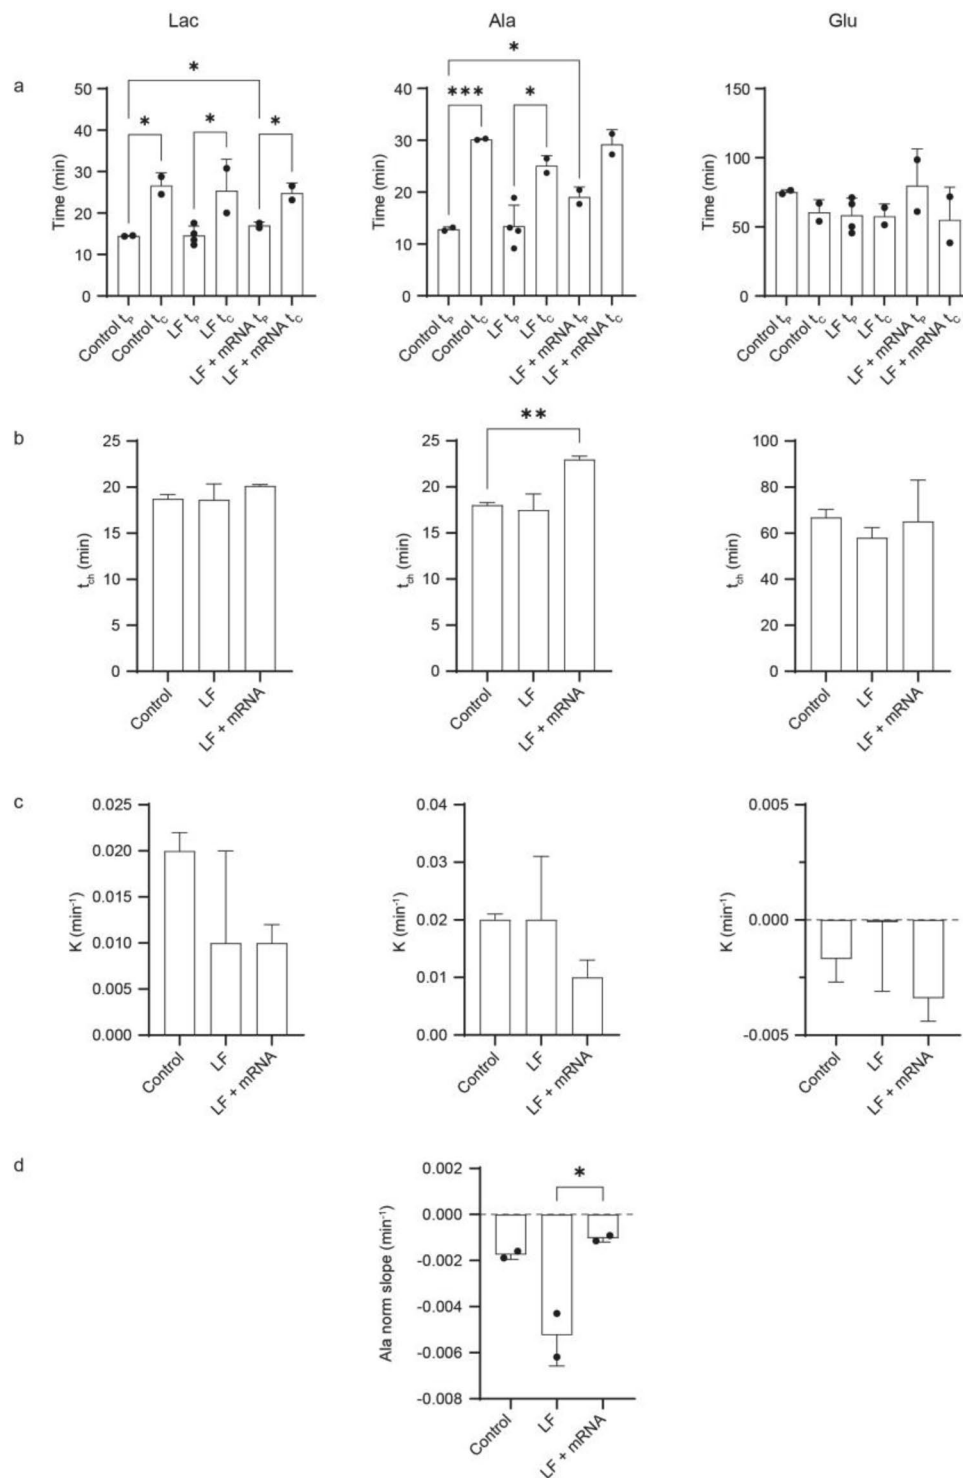 Lac Ala Glu
a
Time (min)
50
40
30
20
10
0
*
*
*
*
Control tP
Control tC
LF tP
LF tC
LF + mRNA tP
LF + mRNA tC
Time (min)
40
30
20
10
0
*
***
*
Control tP
Control tC
LF tP
LF tC
LF + mRNA tP
LF + mRNA tC
Time (min)
150
100
50
0
Control tP
Control tC
LF tP
LF tC
LF + mRNA tP
LF + mRNA tC
b
tch (min)
25
20
15
10
5
0
Control
LF
LF + mRNA
tch (min)
25
20
15
10
5
0
**
Control
LF
LF + mRNA
tch (min)
100
80
60
40
20
0
Control
LF
LF + mRNA
c
K (min⁻¹)
0.025
0.020
0.015
0.010
0.005
0.000
Control
LF
LF + mRNA
K (min⁻¹)
0.04
0.03
0.02
0.01
0.00
Control
LF
LF + mRNA
K (min⁻¹)
0.005
0.000
-0.005
Control
LF
LF + mRNA
d
Ala norm slope (min⁻¹)
0.002
0.000
-0.002
-0.004
-0.006
-0.008
*
Control
LF
LF + mRNA